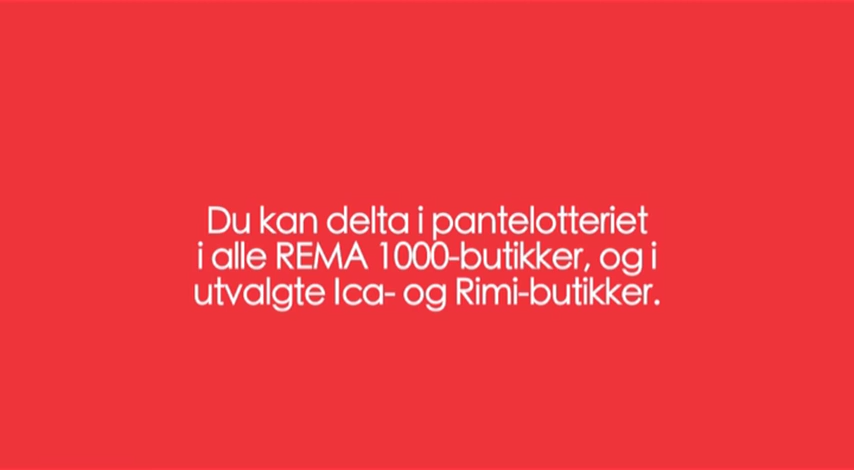 Du kan delta i pantelotteriet
i alle REMA 1000-butikker, og i
utvalgte Ica- og Rimi-butikker.